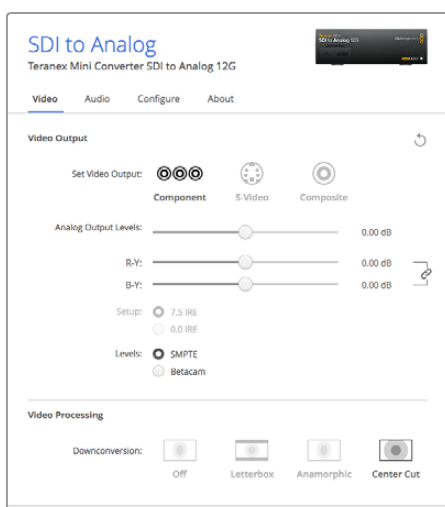 SDI to Analog
Teranex Mini Converter SDI to Analog 12G
Video Audio Configure About
Video Output
Set Video Output:
Component S-Video Composite
Analog Output Levels: 0.00 dB
R-Y: 0.00 dB
B-Y: 0.00 dB
Setup: 7.5 IRE
0.0 IRE
Levels: SMPTE
Betacam
Video Processing
Downconversion:
Off Letterbox Anamorphic Center Cut